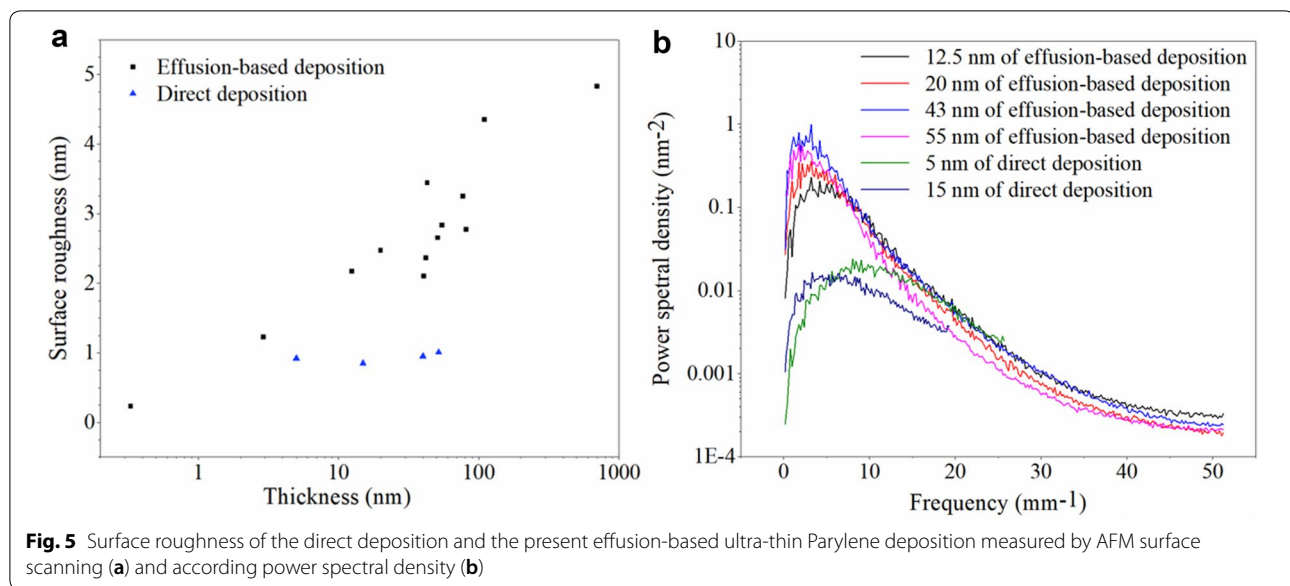 a
Effusion-based deposition
Direct deposition
5
4
3
2
1
0
Surface roughness (nm)
1 10 100 1000
Thickness (nm)
b
12.5 nm of effusion-based deposition
20 nm of effusion-based deposition
43 nm of effusion-based deposition
55 nm of effusion-based deposition
5 nm of direct deposition
15 nm of direct deposition
10
1
0.1
0.01
0.001
1E-4
Power spectral density (nm-2)
0 10 20 30 40 50
Frequency (mm-1)
Fig. 5 Surface roughness of the direct deposition and the present effusion-based ultra-thin Parylene deposition measured by AFM surface
scanning (a) and according power spectral density (b)